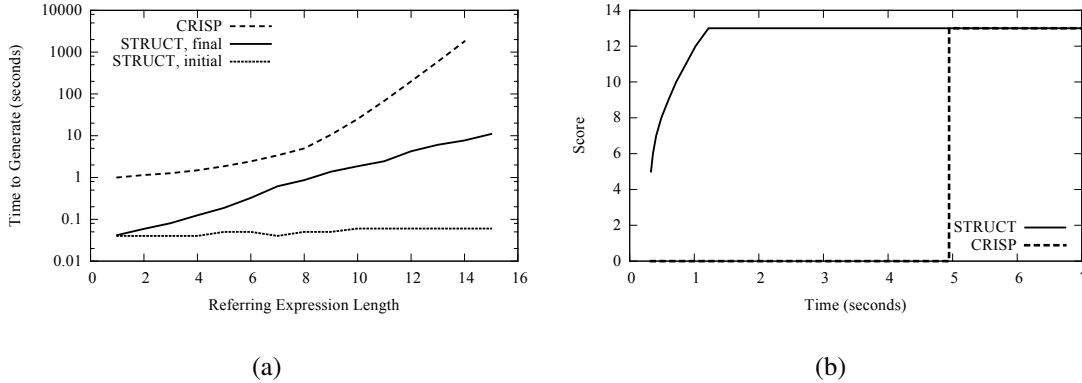 CRISP
STRUCT, final
STRUCT, initial
1000
100
10
1
0.1
0.01
Time to Generate (seconds)
0 2 4 6 8 10 12 14 16
Referring Expression Length
(a)
14
12
10
8
6
4
2
0
Score
STRUCT
CRISP
0 1 2 3 4 5 6 7
Time (seconds)
(b)